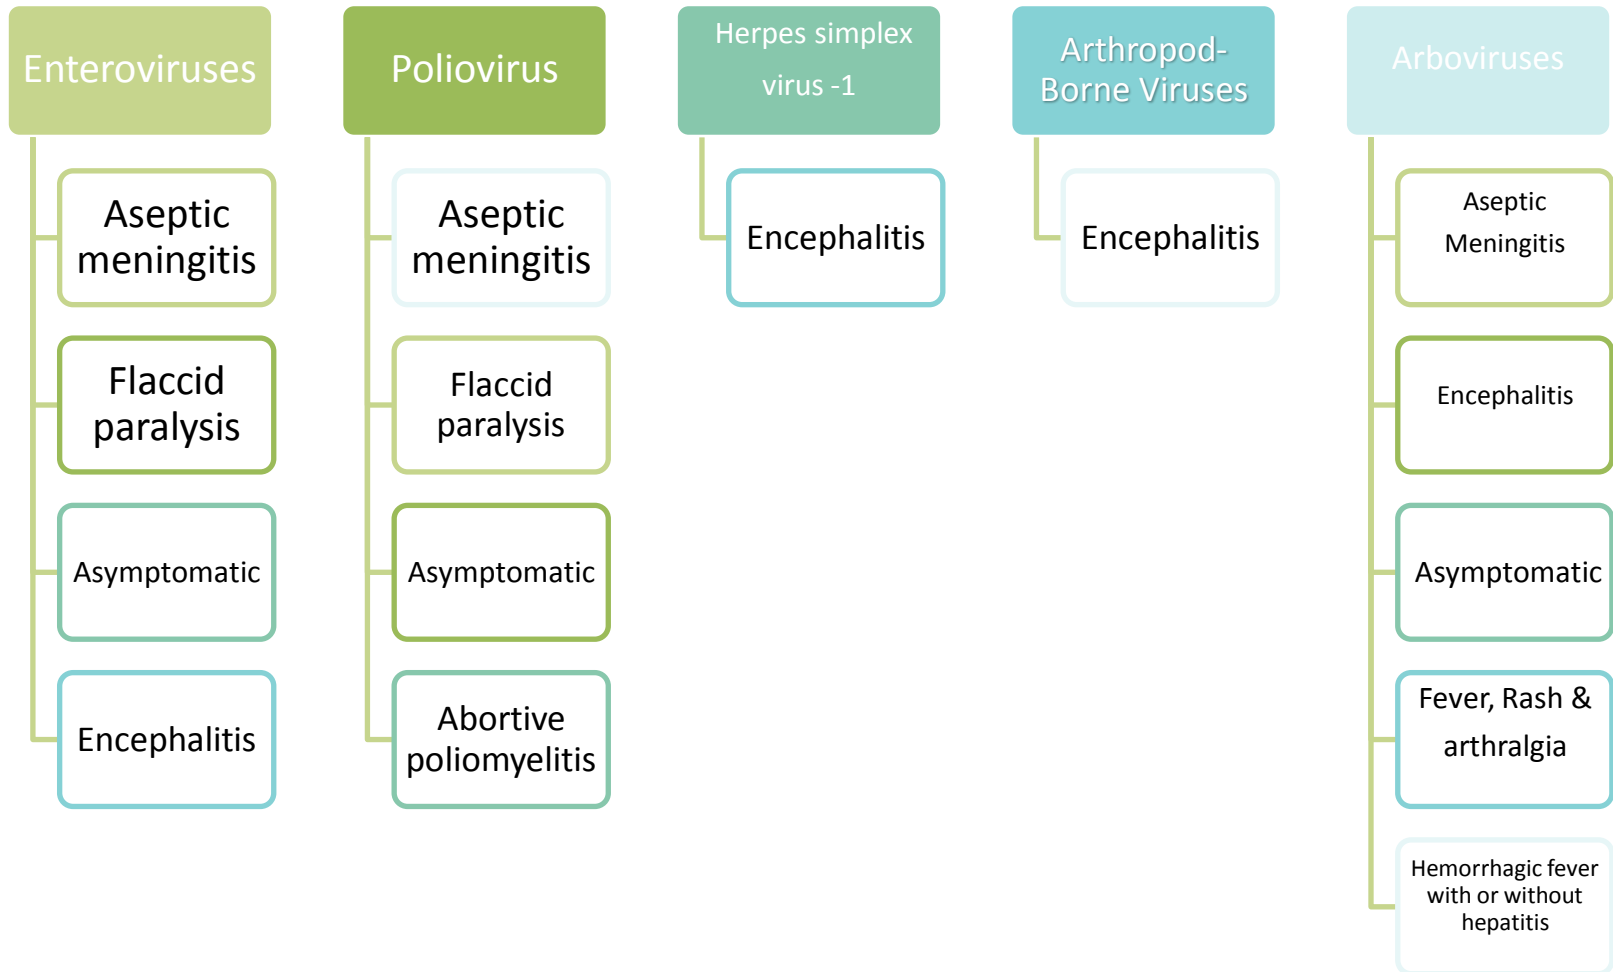 Enteroviruses
Aseptic
meningitis
Flaccid
paralysis
Asymptomatic
Encephalitis
Poliovirus
Aseptic
meningitis
Flaccid
paralysis
Asymptomatic
Abortive
poliomyelitis
Herpes simplex
virus -1
Encephalitis
Arthropod-
Borne Viruses
Encephalitis
Arboviruses
Aseptic
Meningitis
Encephalitis
Asymptomatic
Fever, Rash &
arthralgia
Hemorrhagic fever
with or without
hepatitis